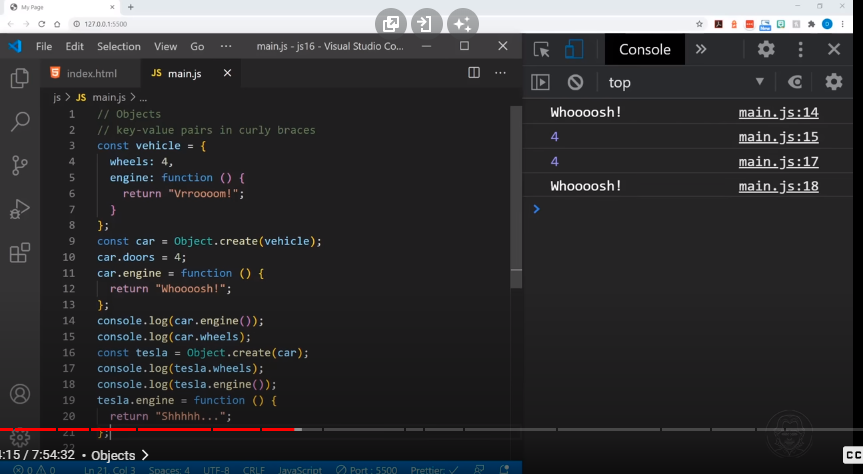 My Page
127.0.0.1:5500
File Edit Selection View Go ··· main.js - js16 - Visual Studio Co...
index.html JS main.js
js > JS main.js > ...
1 // Objects
2 // key-value pairs in curly braces
3 const vehicle = {
4 wheels: 4,
5 engine: function () {
6 return "Vrroooom!";
7 }
8 };
9 const car = Object.create(vehicle);
10 car.doors = 4;
11 car.engine = function () {
12 return "Whoooosh!";
13 };
14 console.log(car.engine());
15 console.log(car.wheels);
16 const tesla = Object.create(car);
17 console.log(tesla.wheels);
18 console.log(tesla.engine());
19 tesla.engine = function () {
20 return "Shhhhh...";
21 };
Console
top
Whoooosh! main.js:14
4 main.js:15
4 main.js:17
Whoooosh! main.js:18
4:15 / 7:54:32 • Objects >
CC
0 0 Ln 21, Col 3 Spaces: 4 UTF-8 CRLF JavaScript Port : 5500 Prettier: ✓